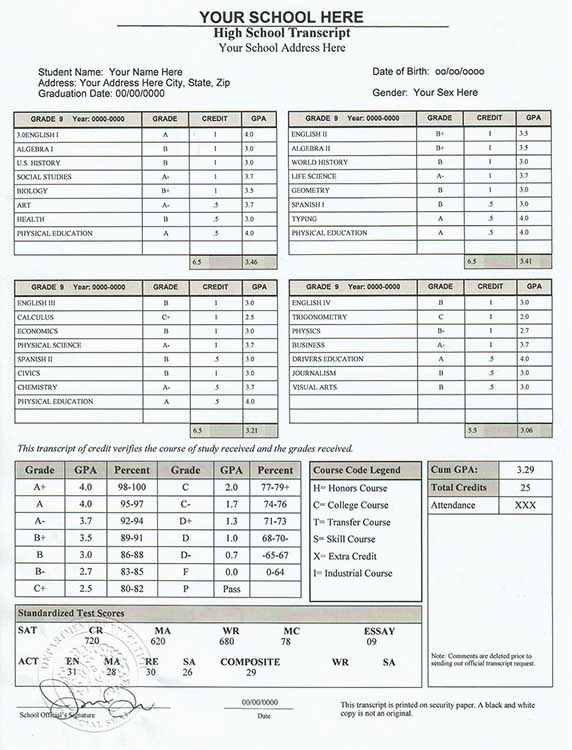 YOUR SCHOOL HERE
High School Transcript
Your School Address Here
Student Name: Your Name Here
Address: Your Address Here City, State, Zip
Graduation Date: 00/00/0000
Date of Birth: oo/oo/oooo
Gender: Your Sex Here
GRADE 9 Year: 0000-0000 GRADE CREDIT GPA
3.0ENGLISH I A 1 4.0
ALGEBRA I B 1 3.0
U.S. HISTORY B 1 3.0
SOCIAL STUDIES A- 1 3.7
BIOLOGY B+ 1 3.5
ART A- .5 3.7
HEALTH B .5 3.0
PHYSICAL EDUCATION A .5 4.0
6.5 3.46
GRADE 9 Year: 0000-0000 GRADE CREDIT GPA
ENGLISH II B+ 1 3.5
ALGEBRA II B+ 1 3.5
WORLD HISTORY B 1 3.0
LIFE SCIENCE A- 1 3.7
GEOMETRY B 1 3.0
SPANISH I B .5 3.0
TYPING A .5 4.0
PHYSICAL EDUCATION A .5 4.0
6.5 3.41
GRADE 9 Year: 0000-0000 GRADE CREDIT GPA
ENGLISH III B 1 3.0
CALCULUS C+ 1 2.5
ECONOMICS B 1 3.0
PHYSICAL SCIENCE A- 1 3.7
SPANISH II B .5 3.0
CIVICS B 1 3.0
CHEMISTRY A- .5 3.7
PHYSICAL EDUCATION A .5 4.0
6.5 3.21
GRADE 9 Year: 0000-0000 GRADE CREDIT GPA
ENGLISH IV B 1 3.0
TRIGONOMETRY C 1 2.0
PHYSICS B- 1 2.7
BUSINESS A- 1 3.7
DRIVERS EDUCATION A .5 4.0
JOURNALISM B .5 3.0
VISUAL ARTS B .5 3.0
5.5 3.06
This transcript of credit verifies the course of study received and the grades received.
Grade GPA Percent Grade GPA Percent
A+ 4.0 98-100 C 2.0 77-79+
A 4.0 95-97 C- 1.7 74-76
A- 3.7 92-94 D+ 1.3 71-73
B+ 3.5 89-91 D 1.0 68-70-
B 3.0 86-88 D- 0.7 -65-67
B- 2.7 83-85 F 0.0 0-64
C+ 2.5 80-82 P Pass
Course Code Legend
H= Honors Course
C= College Course
T= Transfer Course
S= Skill Course
X= Extra Credit
I= Industrial Course
Cum GPA: 3.29
Total Credits 25
Attendance XXX
Note: Comments are deleted prior to
sending out official transcript request.
Standardized Test Scores
SAT CR MA WR MC ESSAY
720 620 680 78 09
ACT EN MA RE SA COMPOSITE WR SA
31 28 30 26 29
School Official's Signature
00/00/0000
Date
This transcript is printed on security paper. A black and white
copy is not an original.